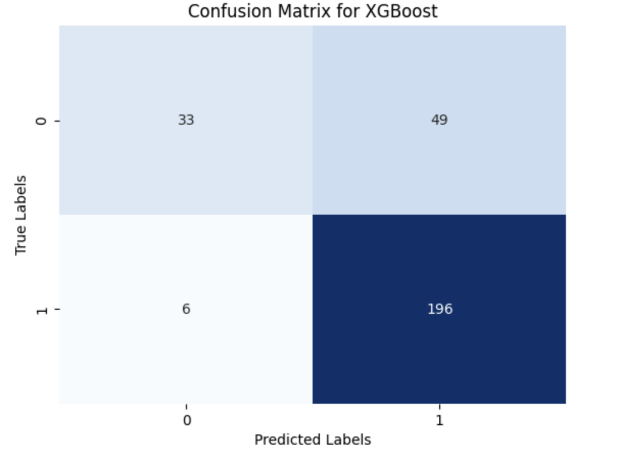 Confusion Matrix for XGBoost
0
33
49
True Labels
1
6
196
0
1
Predicted Labels